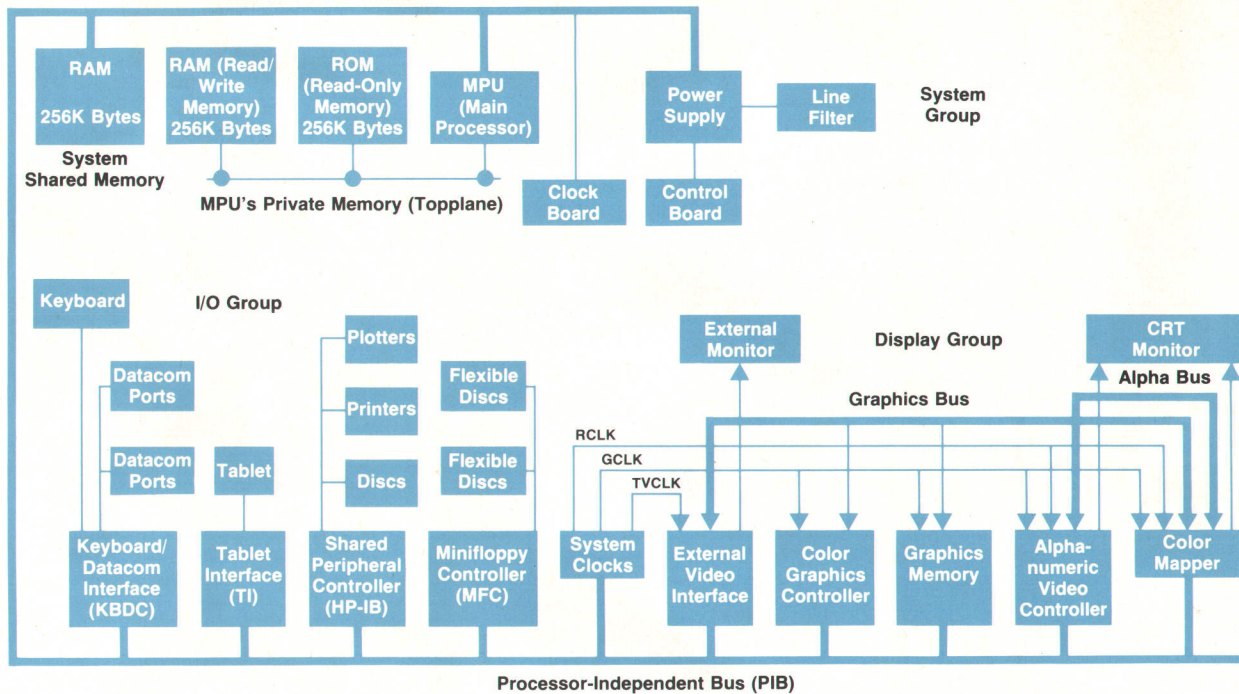 RAM
256K Bytes
System
Shared Memory
RAM (Read/
Write
Memory)
256K Bytes
ROM
(Read-Only
Memory)
256K Bytes
MPU
(Main
Processor)
MPU's Private Memory (Topplane)
Clock
Board
Power
Supply
Control
Board
Line
Filter
System
Group
Keyboard
I/O Group
Datacom
Ports
Datacom
Ports
Tablet
Plotters
Printers
Discs
Flexible
Discs
Flexible
Discs
Keyboard/
Datacom
Interface
(KBDC)
Tablet
Interface
(TI)
Shared
Peripheral
Controller
(HP-IB)
Minifloppy
Controller
(MFC)
External
Monitor
Display Group
CRT
Monitor
Alpha Bus
Graphics Bus
RCLK
GCLK
TVCLK
System
Clocks
External
Video
Interface
Color
Graphics
Controller
Graphics
Memory
Alpha-
numeric
Video
Controller
Color
Mapper
Processor-Independent Bus (PIB)